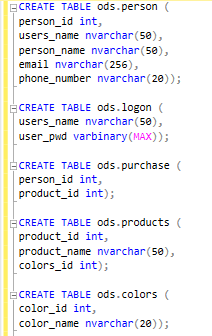 CREATE TABLE ods.person (
person_id int,
users_name nvarchar(50),
person_name nvarchar(50),
email nvarchar(256),
phone_number nvarchar(20));
CREATE TABLE ods.logon (
users_name nvarchar(50),
user_pwd varbinary(MAX));
CREATE TABLE ods.purchase (
person_id int,
product_id int);
CREATE TABLE ods.products (
product_id int,
product_name nvarchar(50),
colors_id int);
CREATE TABLE ods.colors (
color_id int,
color_name nvarchar(20));